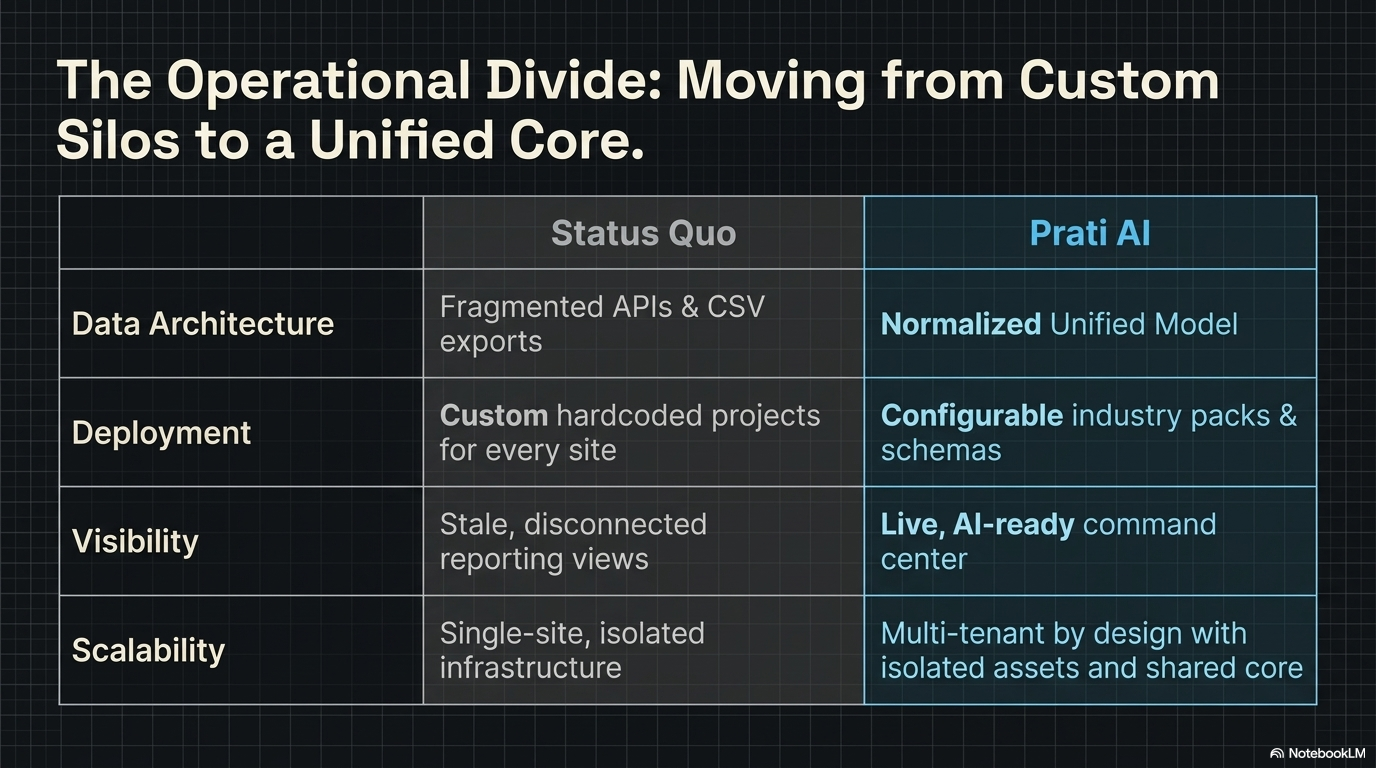 The Operational Divide: Moving from Custom
Silos to a Unified Core.
Status Quo
Prati AI
Data Architecture
Fragmented APIs & CSV
exports
Normalized Unified Model
Deployment
Custom hardcoded projects
for every site
Configurable industry packs &
schemas
Visibility
Stale, disconnected
reporting views
Live, AI-ready command
center
Scalability
Single-site, isolated
infrastructure
Multi-tenant by design with
isolated assets and shared core
NotebookLM